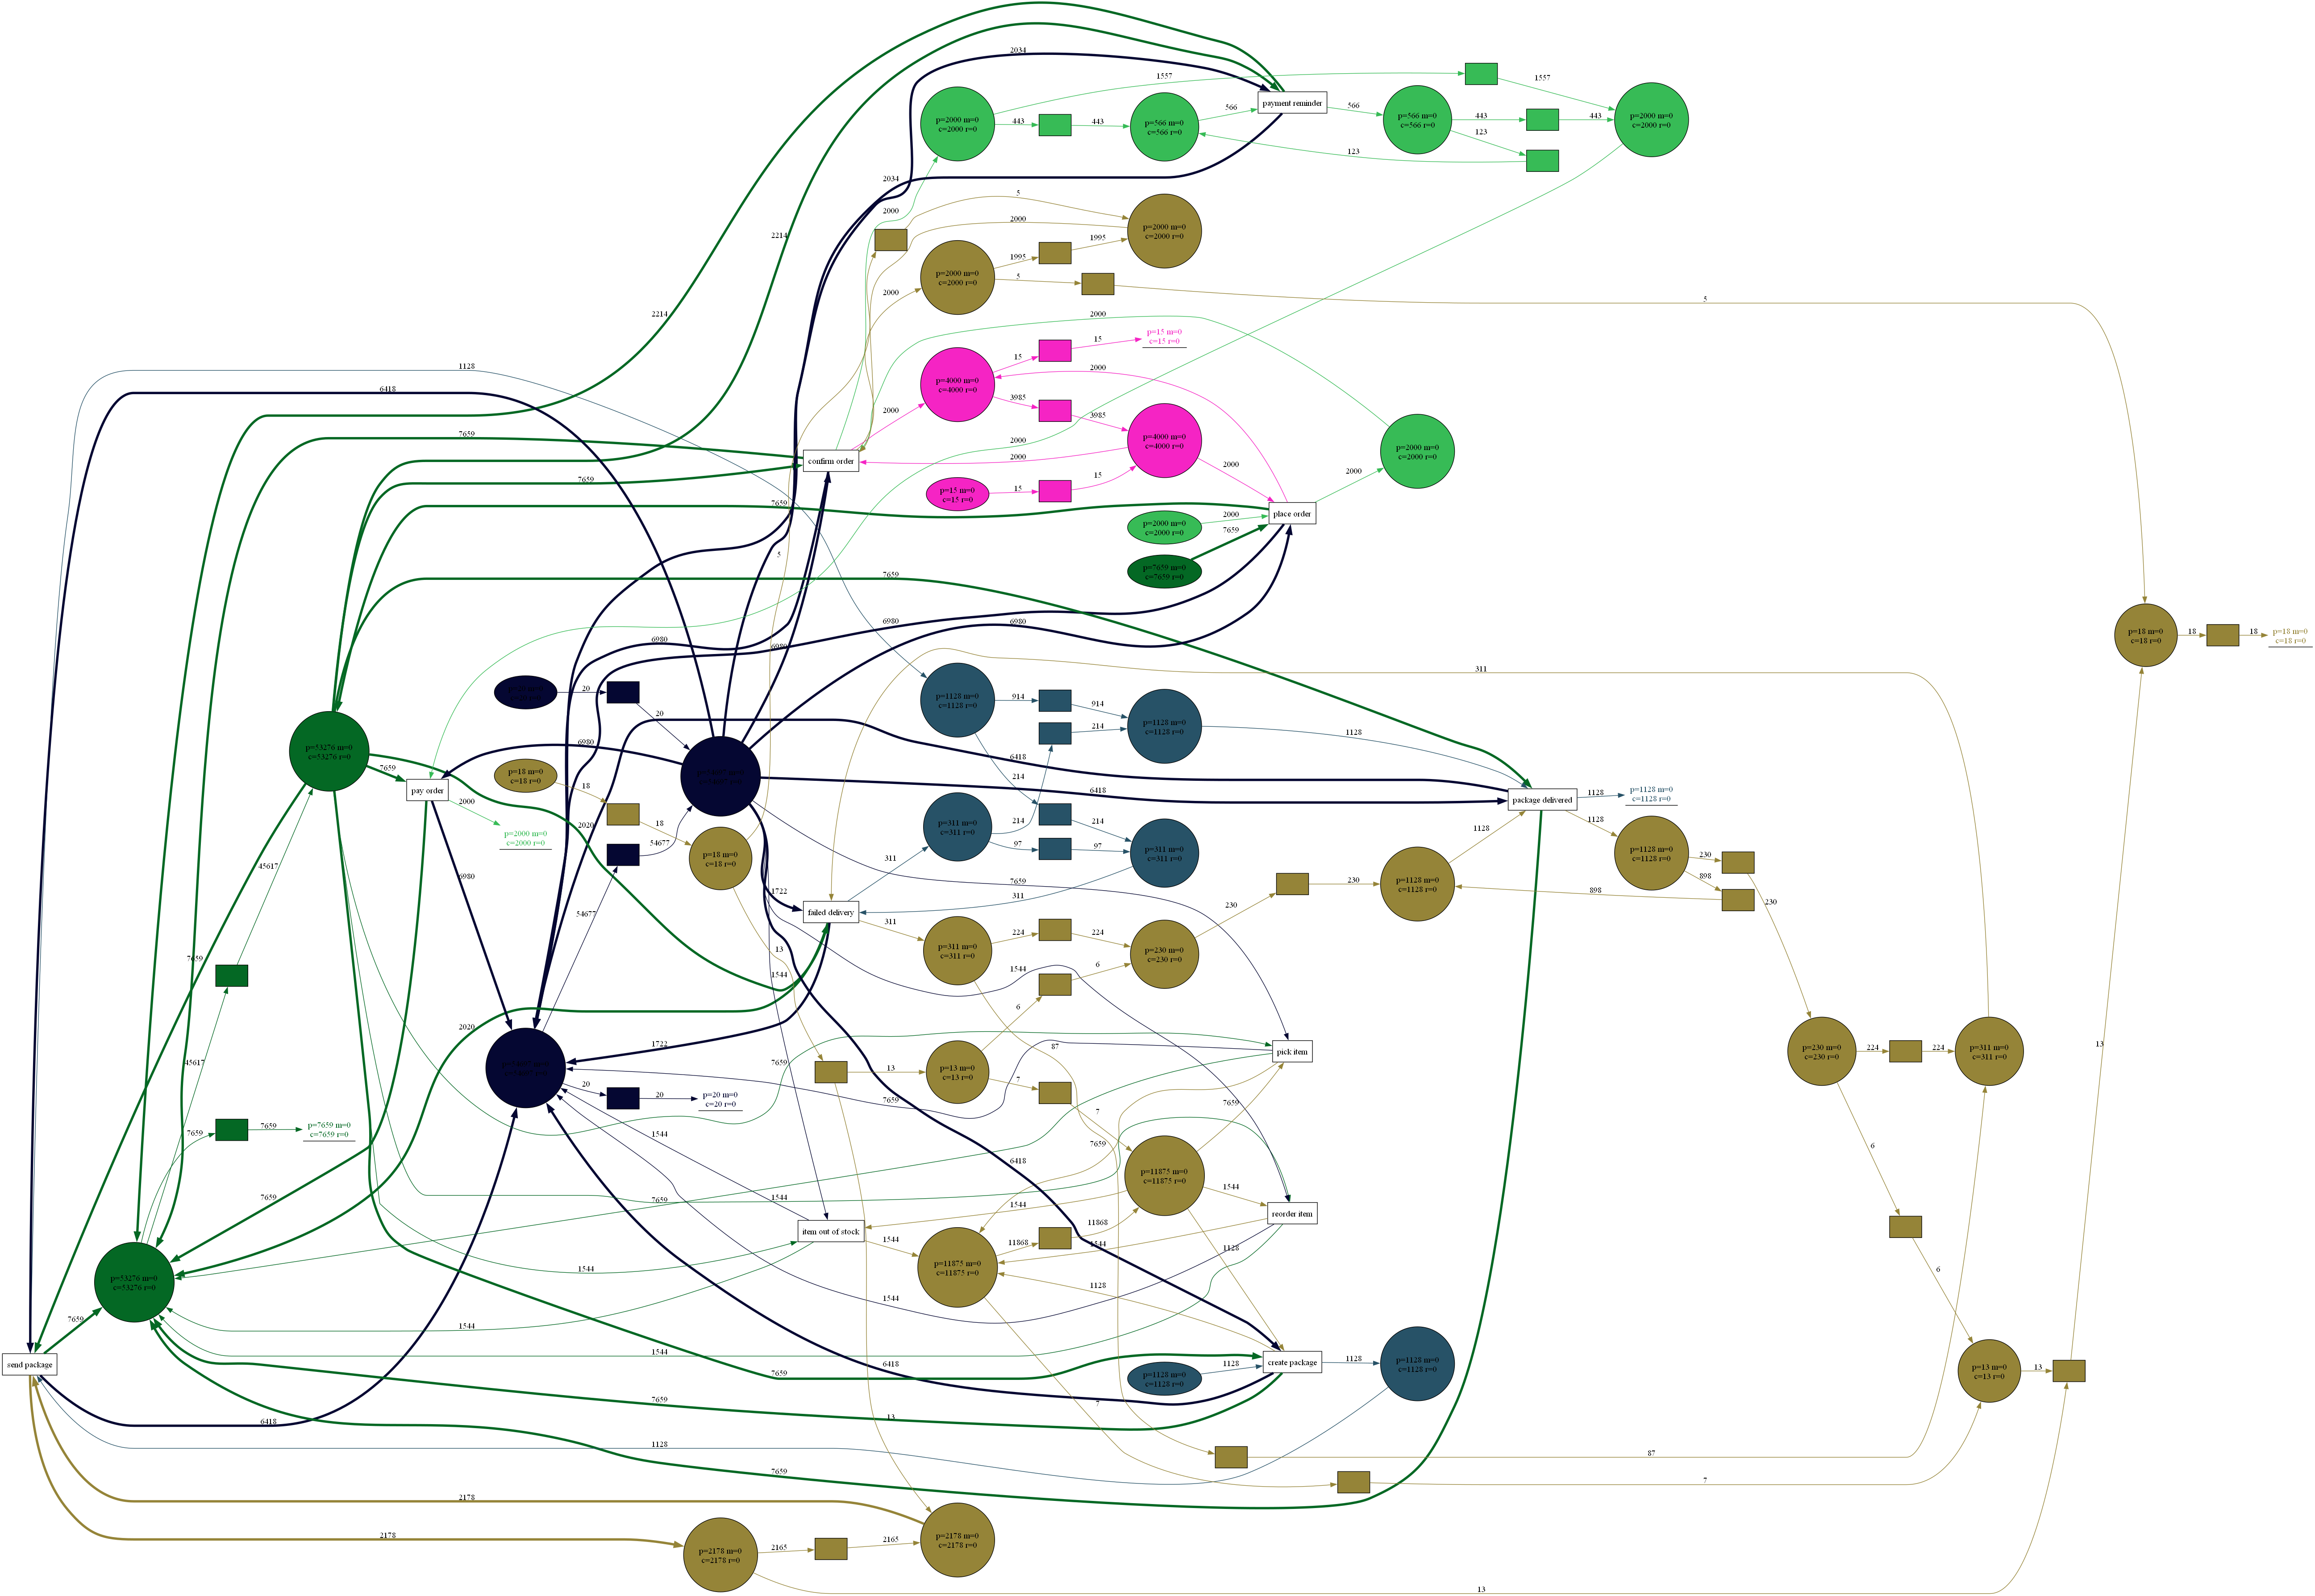 2034
1557
1557
payment reminder
p=2000 m=0
c=2000 r=0
443
443
p=566 m=0
c=566 r=0
566
566
p=566 m=0
c=566 r=0
443
443
123
123
p=2000 m=0
c=2000 r=0
2034
2000
5
2000
2214
p=2000 m=0
c=2000 r=0
1995
1995
5
p=2000 m=0
c=2000 r=0
2000
5
2214
2000
p=15 m=0
c=15 r=0
15
15
1128
6418
p=4000 m=0
c=4000 r=0
2000
2000
3985
3985
p=4000 m=0
c=4000 r=0
7659
confirm order
2000
2000
2000
p=2000 m=0
c=2000 r=0
2000
7659
p=15 m=0
c=15 r=0
15
15
7659
place order
p=2000 m=0
c=2000 r=0
2000
7659
p=7659 m=0
c=7659 r=0
5
7659
6980
6980
6980
6980
311
p=18 m=0
c=18 r=0
18
18
p=18 m=0
c=18 r=0
20
20
p=1128 m=0
c=1128 r=0
914
914
214
p=1128 m=0
c=1128 r=0
1128
p=53276 m=0
c=53276 r=0
6980
7659
pay order
2000
p=2000 m=0
c=2000 r=0
p=18 m=0
c=18 r=0
18
18
6418
214
6418
package delivered
1128
p=1128 m=0
c=1128 r=0
1128
1128
2020
54677
p=18 m=0
c=18 r=0
p=311 m=0
c=311 r=0
214
214
97
97
p=311 m=0
c=311 r=0
311
311
7659
p=1128 m=0
c=1128 r=0
230
898
898
230
45617
6980
54677
1722
failed delivery
311
p=311 m=0
c=311 r=0
224
224
p=230 m=0
c=230 r=0
230
230
p=1128 m=0
c=1128 r=0
7659
13
1544
1544
6
6
2020
45617
1722
7659
7659
13
p=13 m=0
c=13 r=0
7
7
87
pick item
7659
7659
p=230 m=0
c=230 r=0
224
224
p=311 m=0
c=311 r=0
13
20
20
p=20 m=0
c=20 r=0
7659
7659
p=7659 m=0
c=7659 r=0
1544
6418
p=11875 m=0
c=11875 r=0
1544
6
7659
7659
1544
1544
item out of stock
1544
reorder item
1544
1128
p=53276 m=0
c=53276 r=0
1544
p=11875 m=0
c=11875 r=0
11868
11868
1128
6
1544
1544
1544
7659
send package
6418
create package
p=1128 m=0
c=1128 r=0
1128
1128
p=1128 m=0
c=1128 r=0
p=13 m=0
c=13 r=0
13
7659
13
7
6418
1128
7659
87
7
2178
2178
p=2178 m=0
c=2178 r=0
2165
2165
p=2178 m=0
c=2178 r=0
13